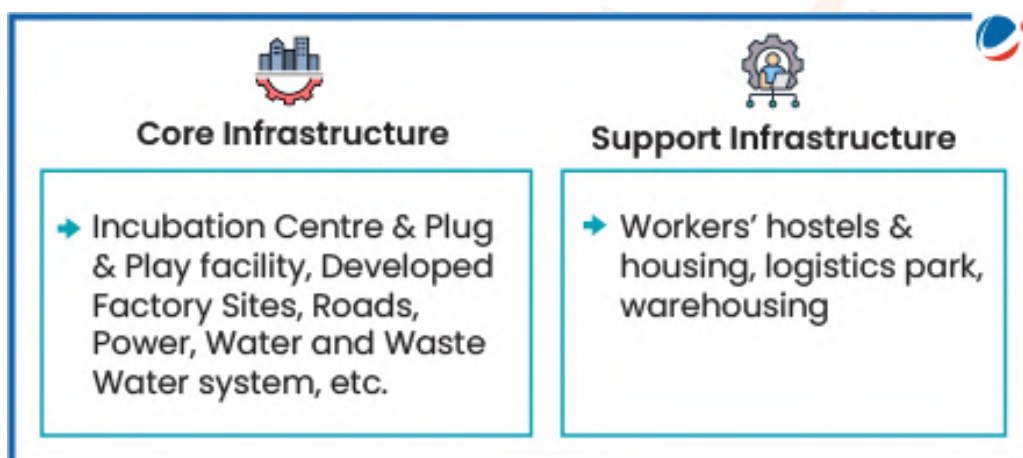 Core Infrastructure
Incubation Centre & Plug
& Play facility, Developed
Factory Sites, Roads,
Power, Water and Waste
Water system, etc.
Support Infrastructure
Workers’ hostels &
housing, logistics park,
warehousing